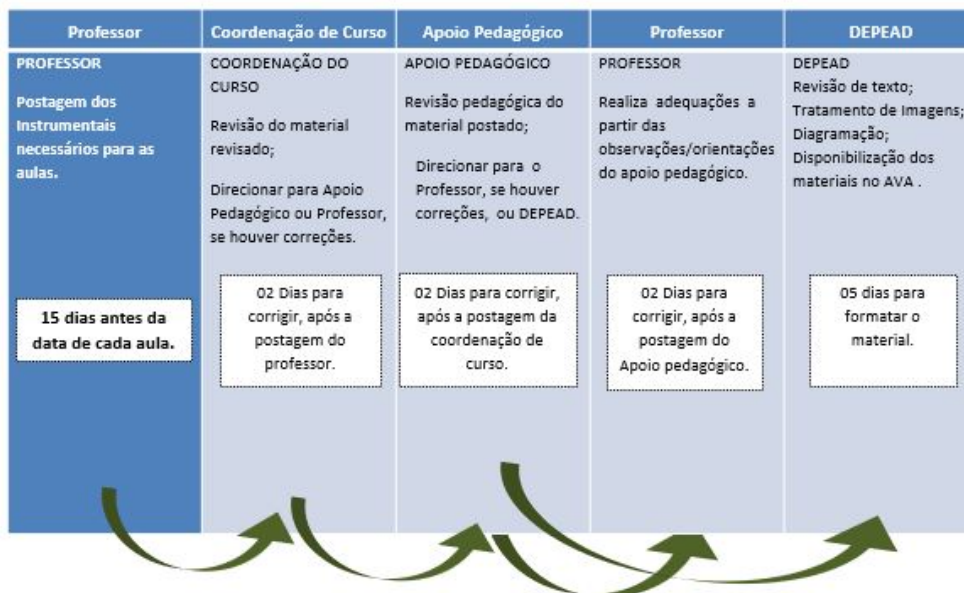 Professor
Coordenação de Curso
Apoio Pedagógico
Professor
DEPEAD
PROFESSOR
Postagem dos
Instrumentais
necessários para as
aulas.
15 dias antes da
data de cada aula.
COORDENAÇÃO DO
CURSO
Revisão do material
revisado;
Direcionar para Apoio
Pedagógico ou Professor,
se houver correções.
02 Dias para
corrigir, após a
postagem do
professor.
APOIO PEDAGÓGICO
Revisão pedagógica do
material postado;
Direcionar para o
Professor, se houver
correções, ou DEPEAD.
02 Dias para corrigir,
após a postagem da
coordenação de
curso.
PROFESSOR
Realiza adequações a
partir das
observações/orientações
do apoio pedagógico.
02 Dias para
corrigir, após a
postagem do
Apoio pedagógico.
DEPEAD
Revisão de texto;
Tratamento de Imagens;
Diagramação;
Disponibilização dos
materiais no AVA .
05 dias para
formatar o
material.